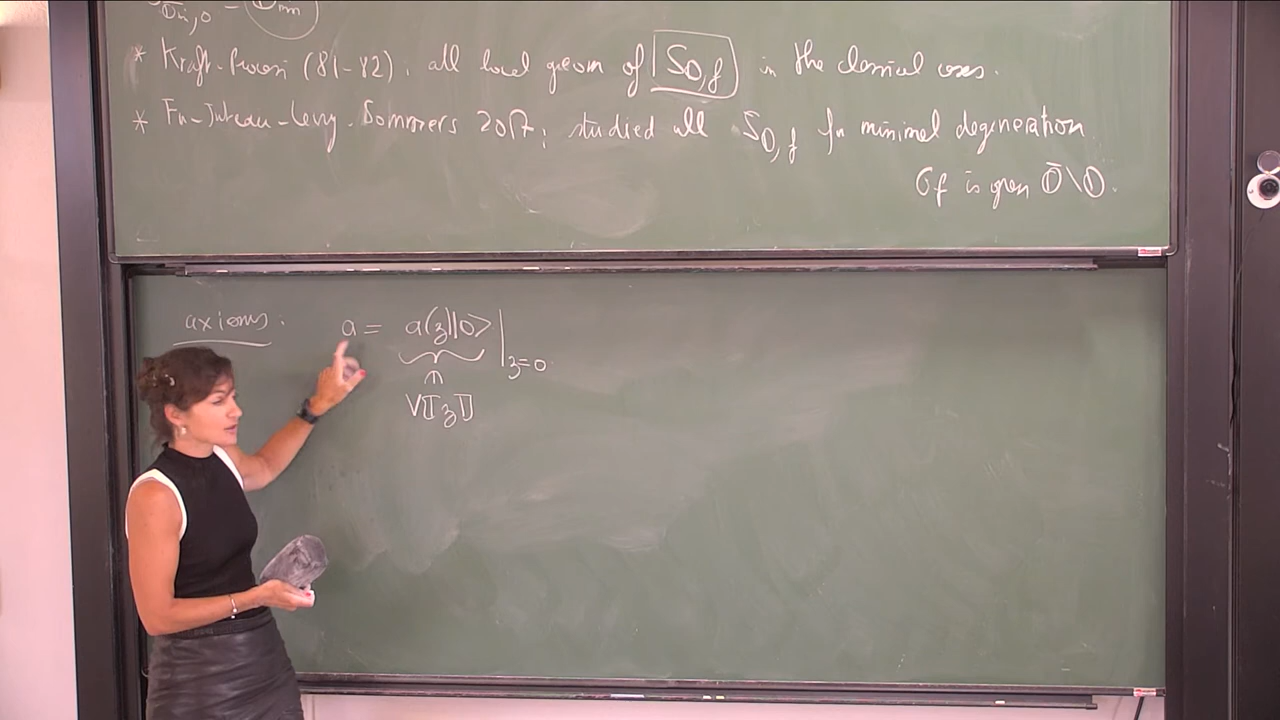 * Kraft-Procesi (81-82): all local geom of S_{𝕆,f} in the classical cases.
* Fu-Juteau-Levy-Sommers 2017: studied all S_{𝕆,f} for minimal degeneration
G.f is open 𝕆̄\𝕆.
axioms. a = a(z)|0⟩|_{z=0}
∈
V⟦z⟧